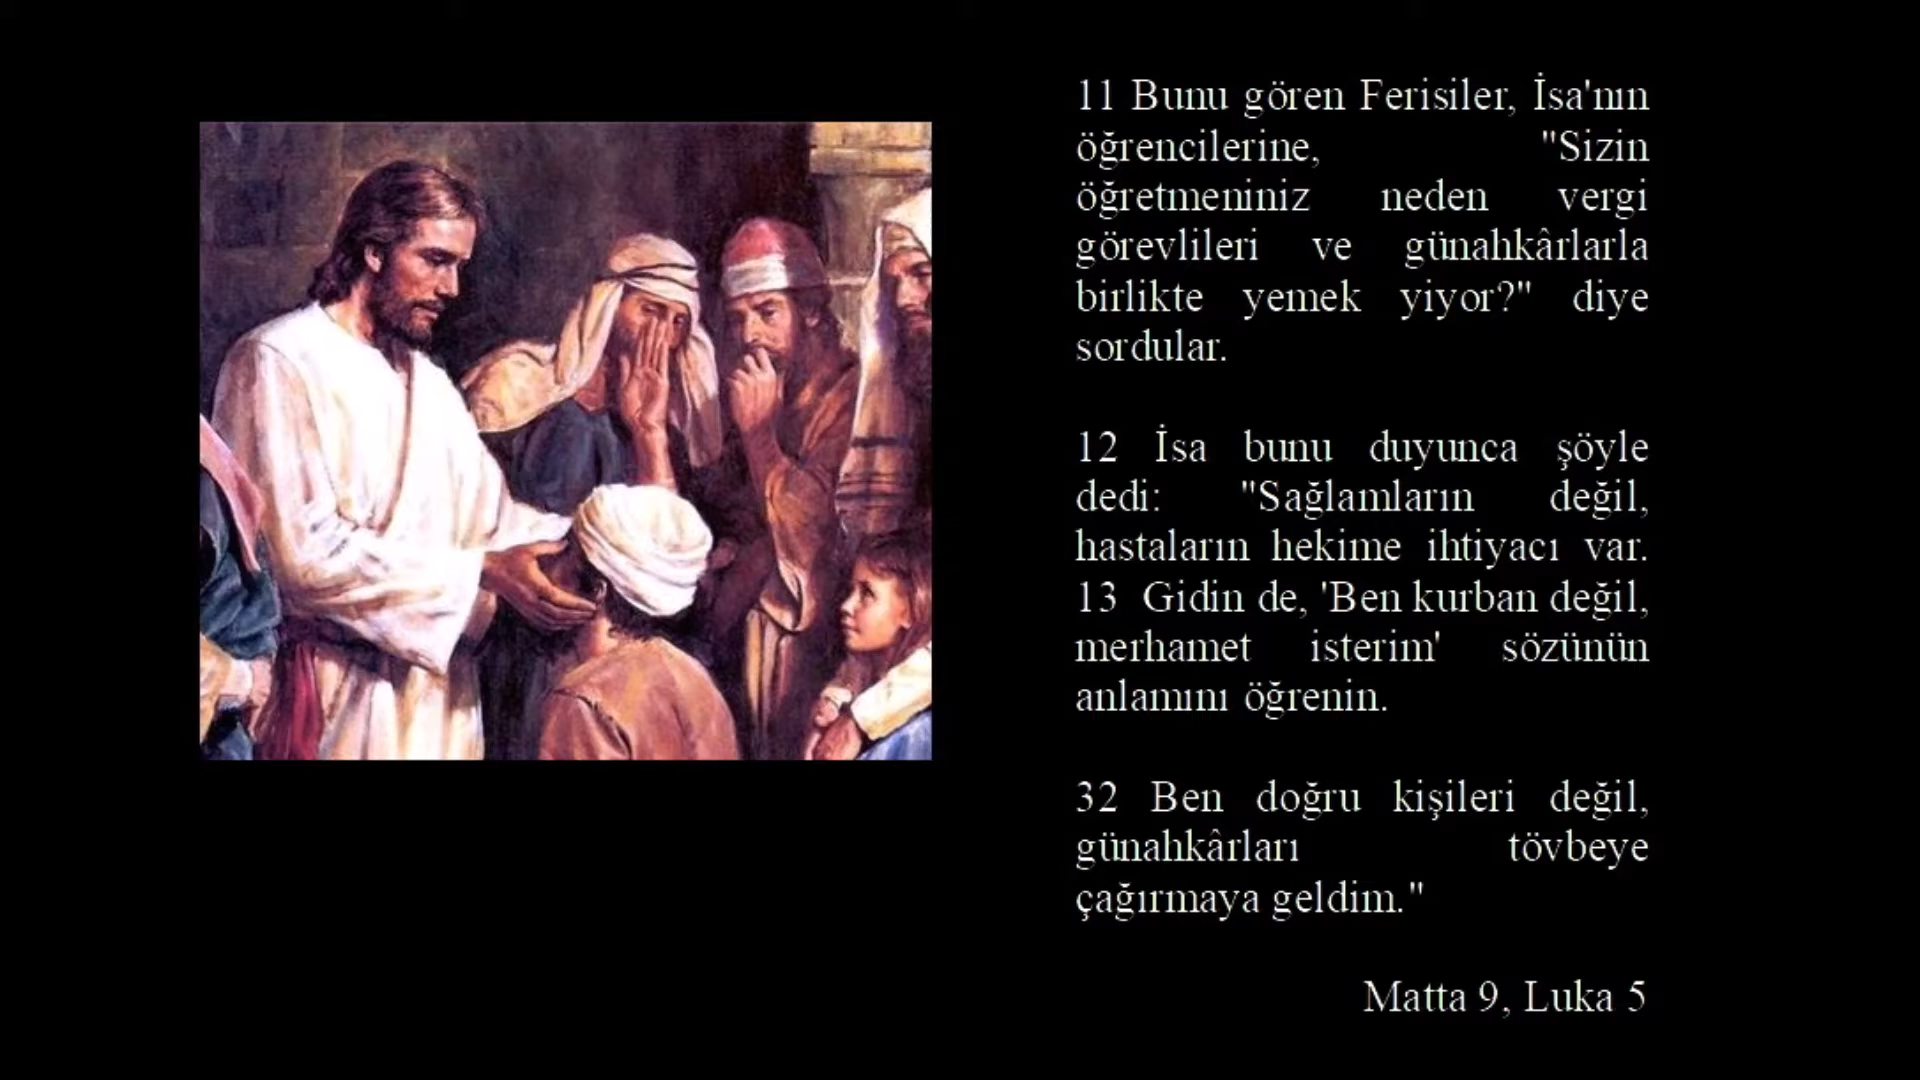 11 Bunu gören Ferisiler, İsa'nın
öğrencilerine, "Sizin
öğretmeniniz neden vergi
görevlileri ve günahkârlarla
birlikte yemek yiyor?" diye
sordular.
12 İsa bunu duyunca şöyle
dedi: "Sağlamların değil,
hastaların hekime ihtiyacı var.
13 Gidin de, 'Ben kurban değil,
merhamet isterim' sözünün
anlamını öğrenin.
32 Ben doğru kişileri değil,
günahkârları tövbeye
çağırmaya geldim."
Matta 9, Luka 5